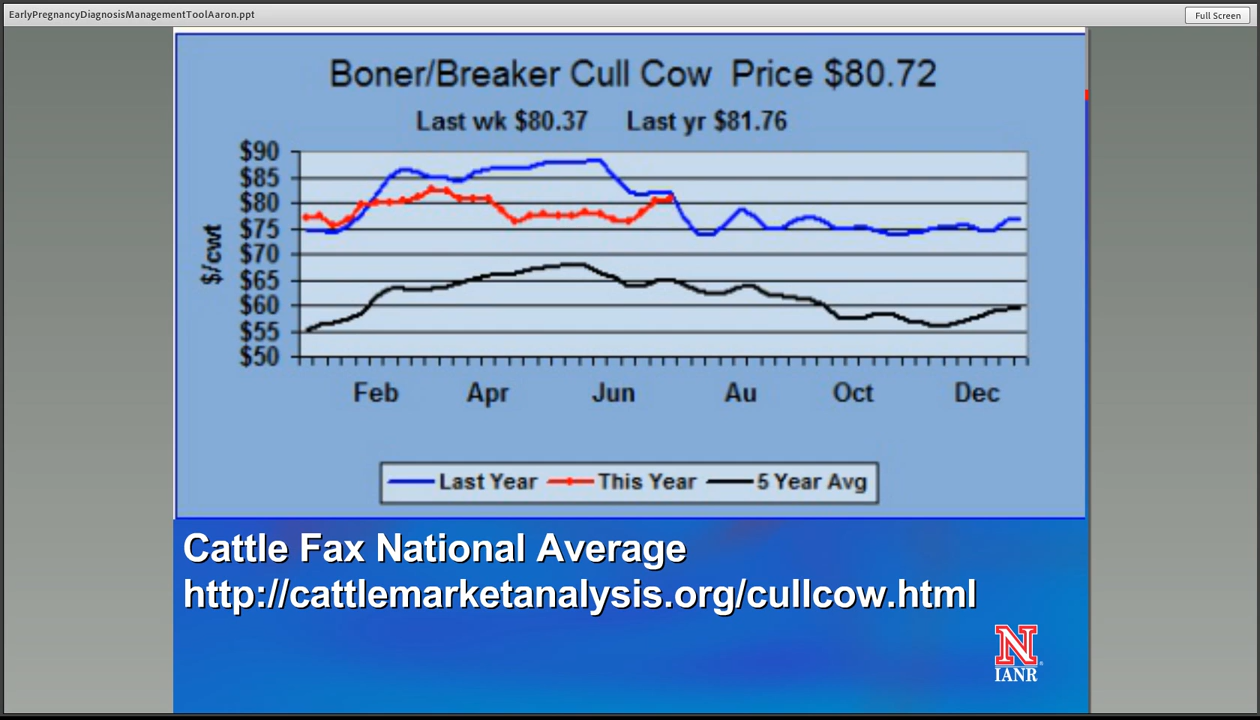 EarlyPregnancyDiagnosisManagementToolAaron.ppt
Full Screen
Boner/Breaker Cull Cow Price $80.72
Last wk $80.37 Last yr $81.76
$90
$85
$80
$75
$70
$65
$60
$55
$50
$/cwt
Feb Apr Jun Au Oct Dec
Last Year This Year 5 Year Avg
Cattle Fax National Average
http://cattlemarketanalysis.org/cullcow.html
N
IANR